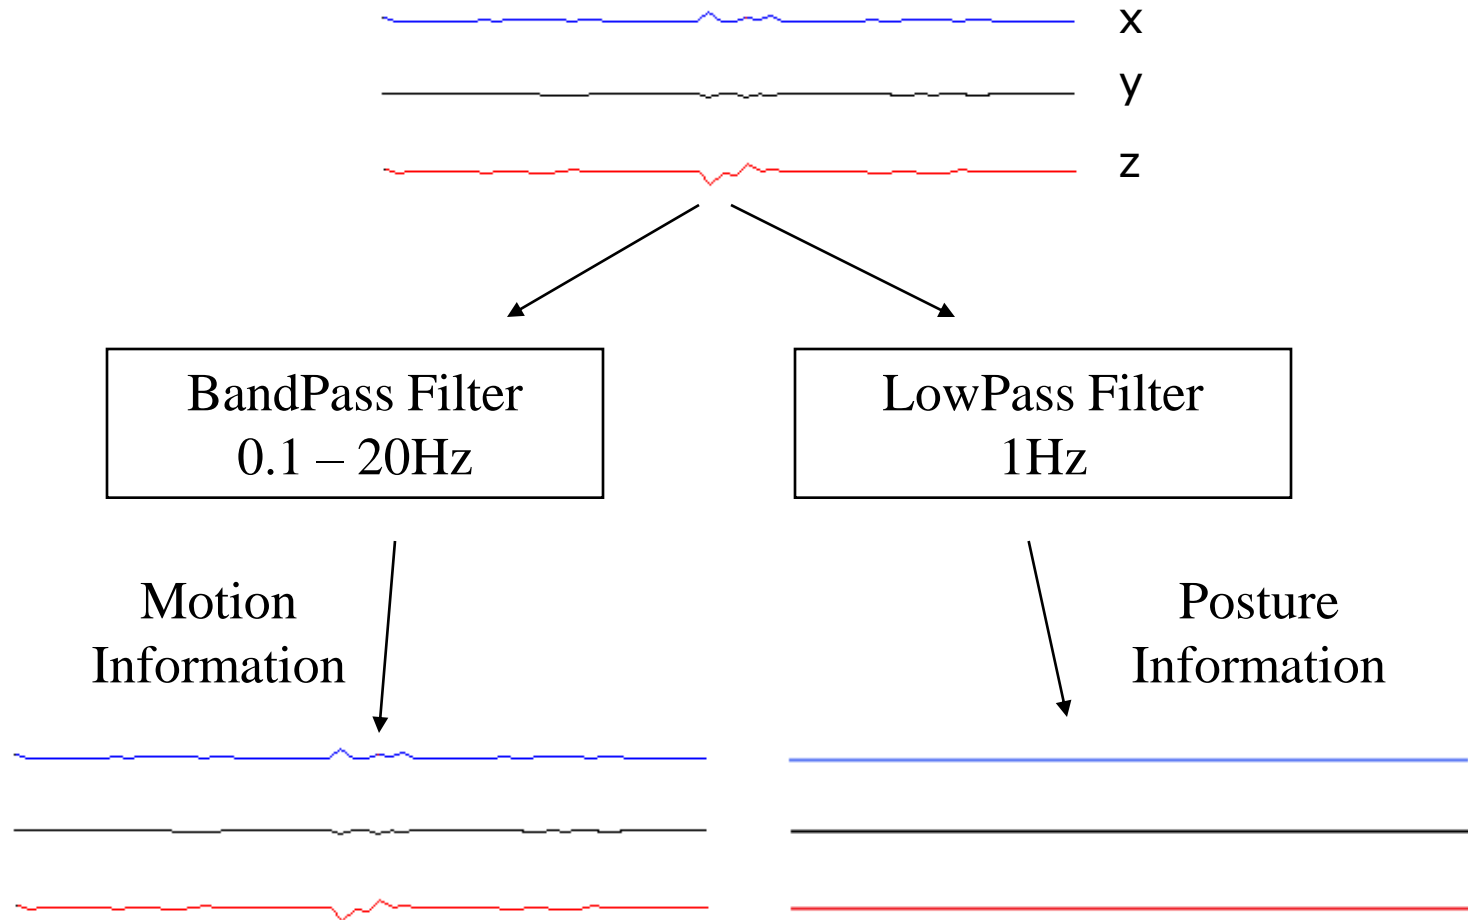 x
y
z
BandPass Filter
0.1 – 20Hz
LowPass Filter
1Hz
Motion
Information
Posture
Information